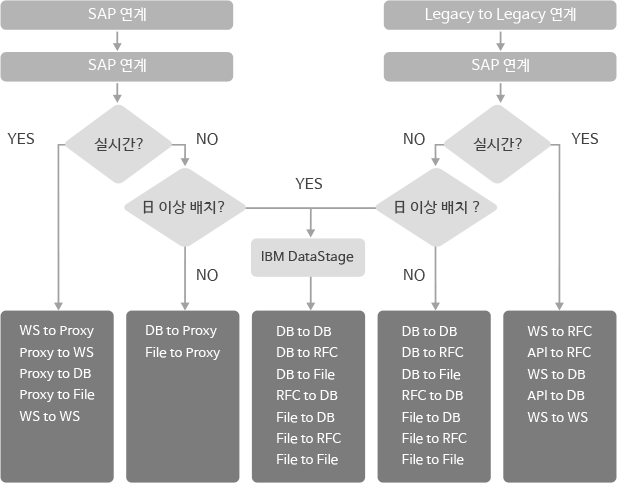 SAP 연계
Legacy to Legacy 연계
SAP 연계
SAP 연계
YES
실시간?
NO
NO
실시간?
YES
日 이상 배치?
YES
日 이상 배치 ?
IBM DataStage
NO
NO
WS to Proxy
Proxy to WS
Proxy to DB
Proxy to File
WS to WS
DB to Proxy
File to Proxy
DB to DB
DB to RFC
DB to File
RFC to DB
File to DB
File to RFC
File to File
DB to DB
DB to RFC
DB to File
RFC to DB
File to DB
File to RFC
File to File
WS to RFC
API to RFC
WS to DB
API to DB
WS to WS